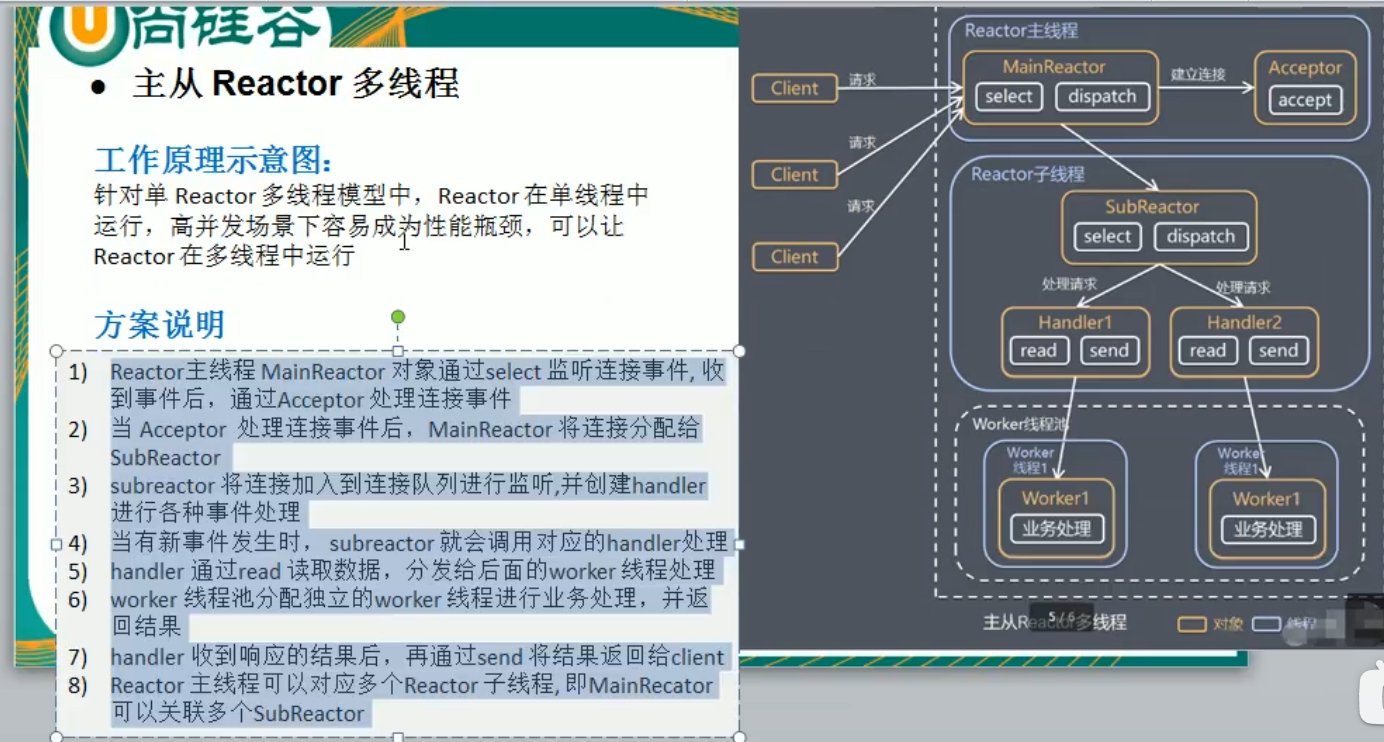 尚硅谷
● 主从 Reactor 多线程
工作原理示意图:
针对单 Reactor 多线程模型中，Reactor 在单线程中
运行，高并发场景下容易成为性能瓶颈，可以让
Reactor 在多线程中运行
方案说明
1) Reactor主线程 MainReactor 对象通过select 监听连接事件, 收
到事件后，通过Acceptor 处理连接事件
2) 当 Acceptor 处理连接事件后，MainReactor 将连接分配给
SubReactor
3) subreactor 将连接加入到连接队列进行监听,并创建handler
进行各种事件处理
4) 当有新事件发生时， subreactor 就会调用对应的handler处理
5) handler 通过read 读取数据，分发给后面的worker 线程处理
6) worker 线程池分配独立的worker 线程进行业务处理，并返
回结果
7) handler 收到响应的结果后，再通过send 将结果返回给client
8) Reactor 主线程可以对应多个Reactor 子线程, 即MainRecator
可以关联多个SubReactor
Reactor主线程
MainReactor
select
dispatch
建立连接
Acceptor
accept
Client
请求
Client
请求
Client
请求
Reactor子线程
SubReactor
select
dispatch
处理请求
处理请求
Handler1
read
send
Handler2
read
send
Worker线程池
Worker
线程1
Worker1
业务处理
Worker
线程1
Worker1
业务处理
主从Reactor多线程
5 / 6
对象
线程